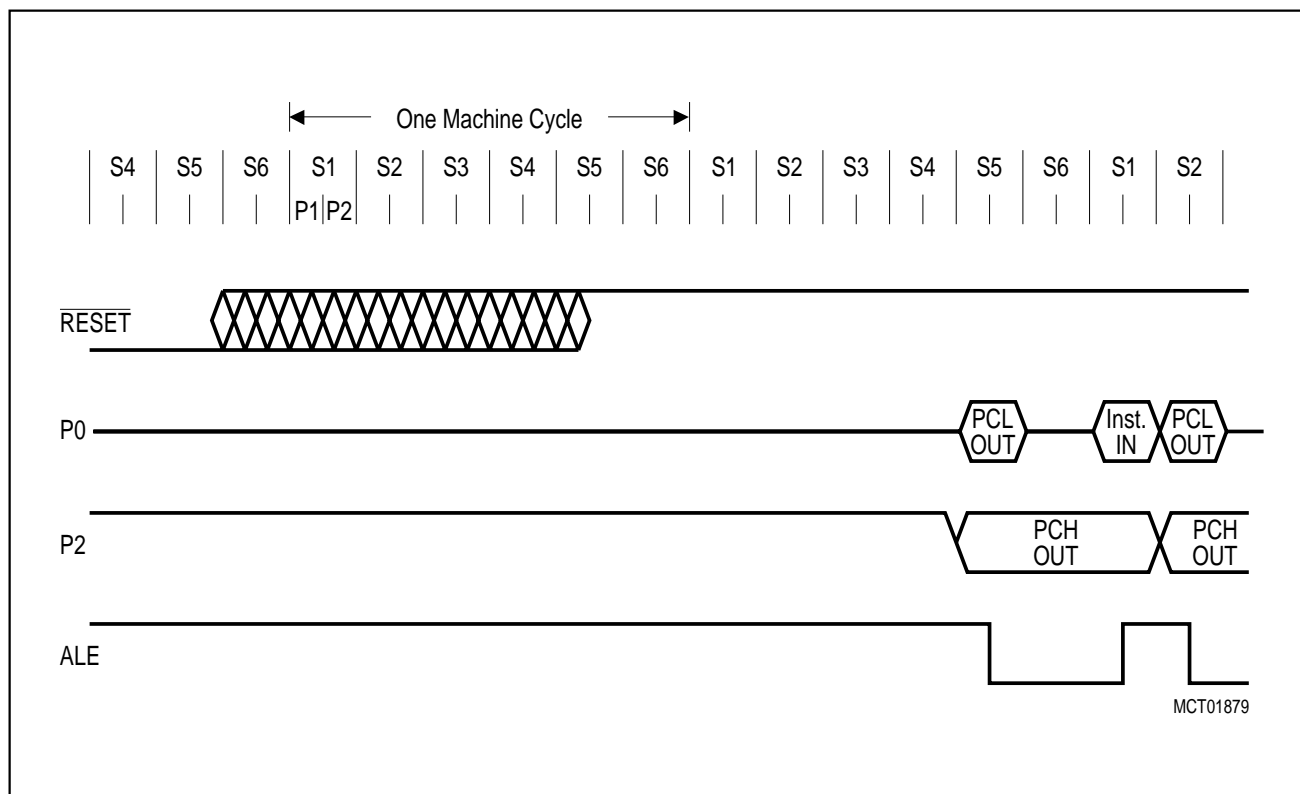 One Machine Cycle
S4 S5 S6 S1 S2 S3 S4 S5 S6 S1 S2 S3 S4 S5 S6 S1 S2
P1 P2
RESET
P0
PCL OUT
Inst. IN
PCL OUT
P2
PCH OUT
PCH OUT
ALE
MCT01879